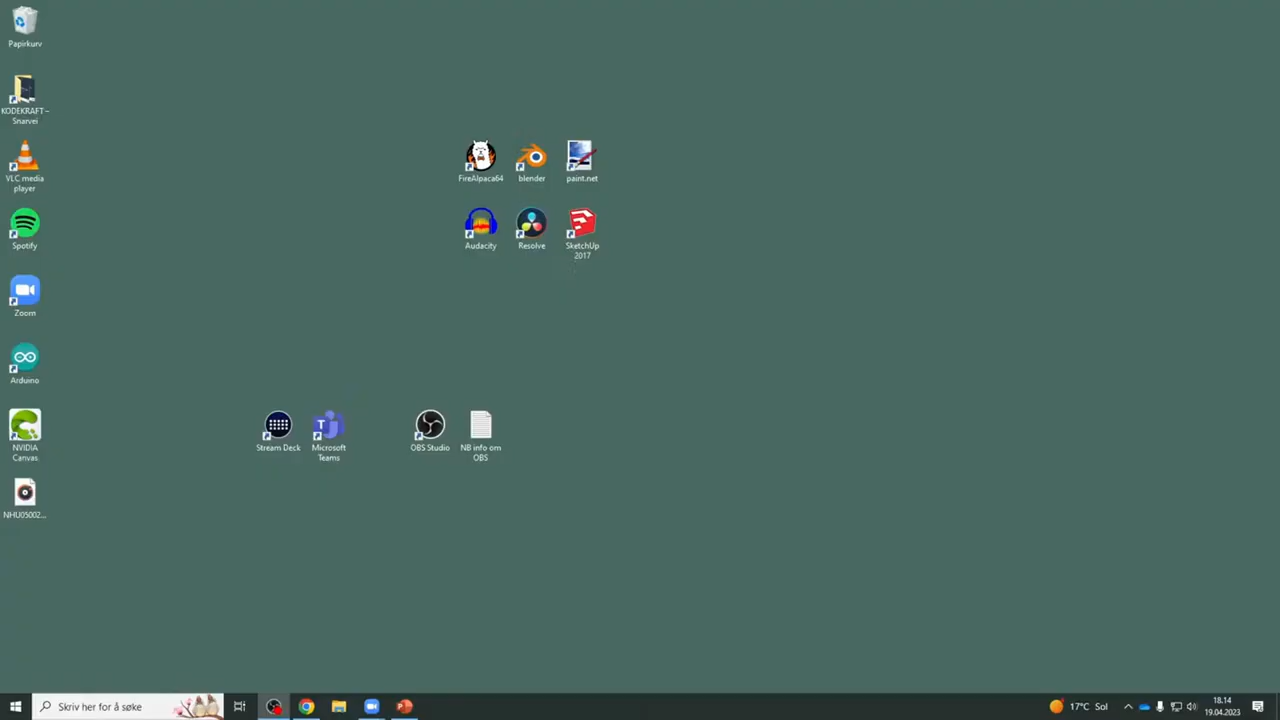 Papirkurv
KODEKRAFT –
Snarvei
VLC media
player
Spotify
Zoom
Arduino
NVIDIA
Canvas
NHU05002...
FireAlpaca64
blender
paint.net
Audacity
Resolve
SketchUp
2017
Stream Deck
Microsoft
Teams
OBS Studio
NB info om
OBS
Skriv her for å søke
17°C Sol
18.14
19.04.2023